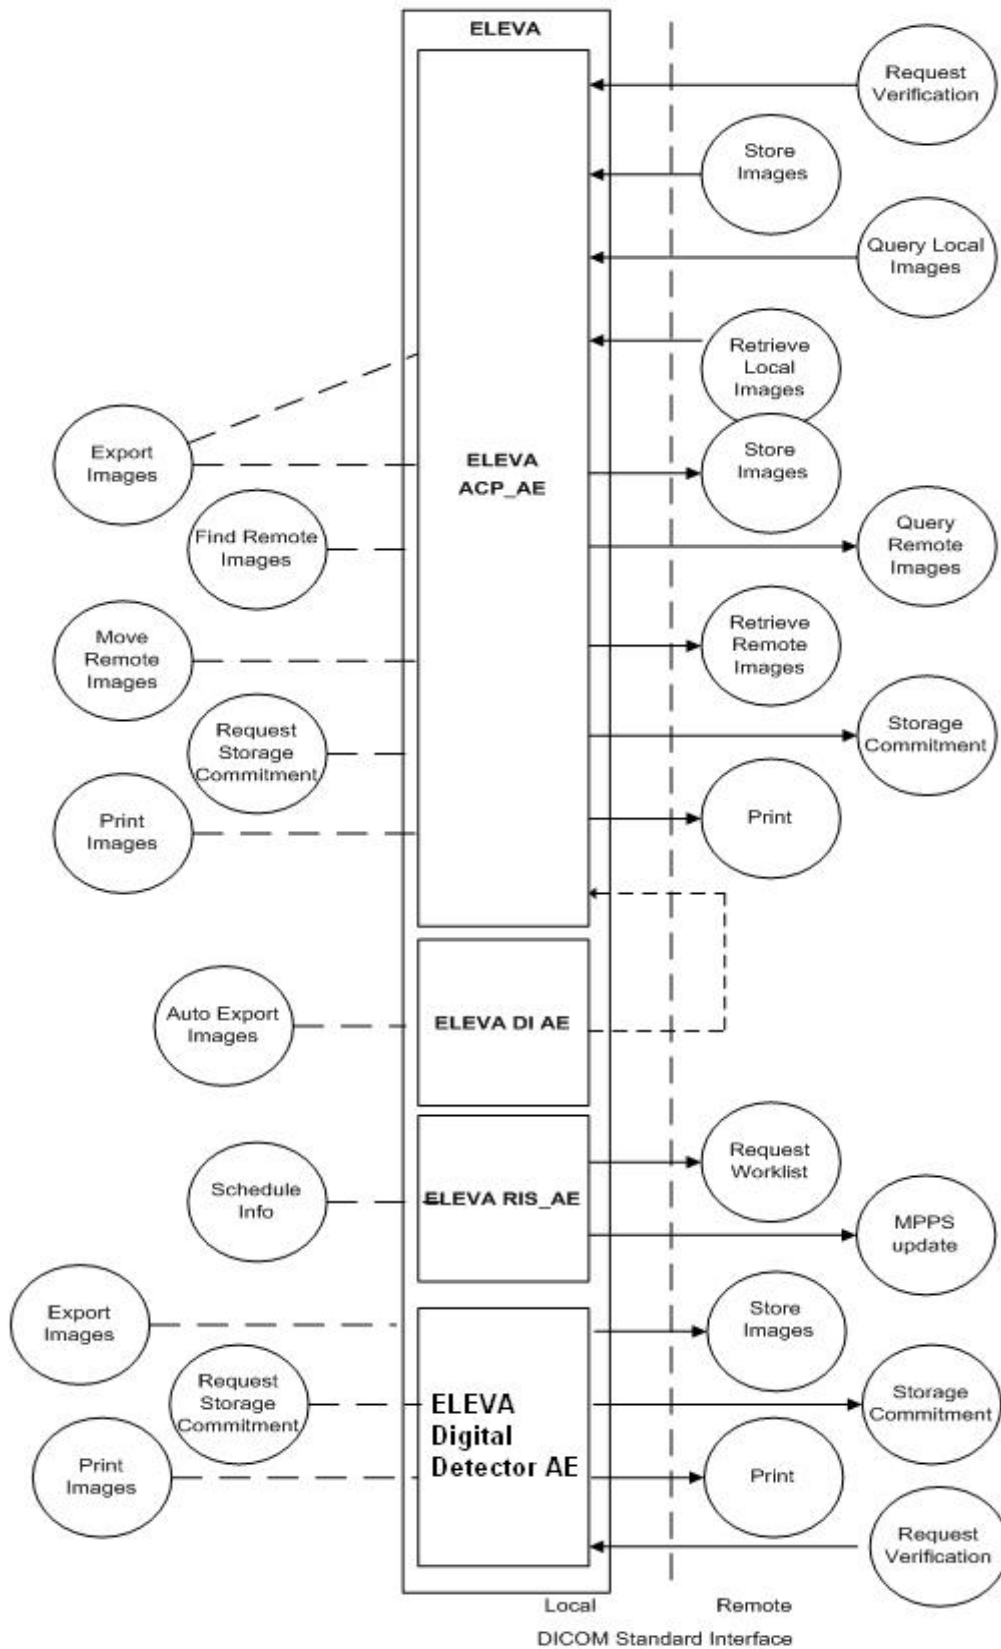 ELEVA
Request
Verification
Store
Images
Query Local
Images
Retrieve
Local
Images
Export
Images
ELEVA
ACP_AE
Store
Images
Find Remote
Images
Query
Remote
Images
Move
Remote
Images
Retrieve
Remote
Images
Request
Storage
Commitment
Storage
Commitment
Print
Images
Print
Auto Export
Images
ELEVA DI AE
Request
Worklist
Schedule
Info
ELEVA RIS_AE
MPPS
update
Export
Images
Store
Images
Request
Storage
Commitment
ELEVA
Digital
Detector AE
Storage
Commitment
Print
Images
Print
Request
Verification
Local
Remote
DICOM Standard Interface